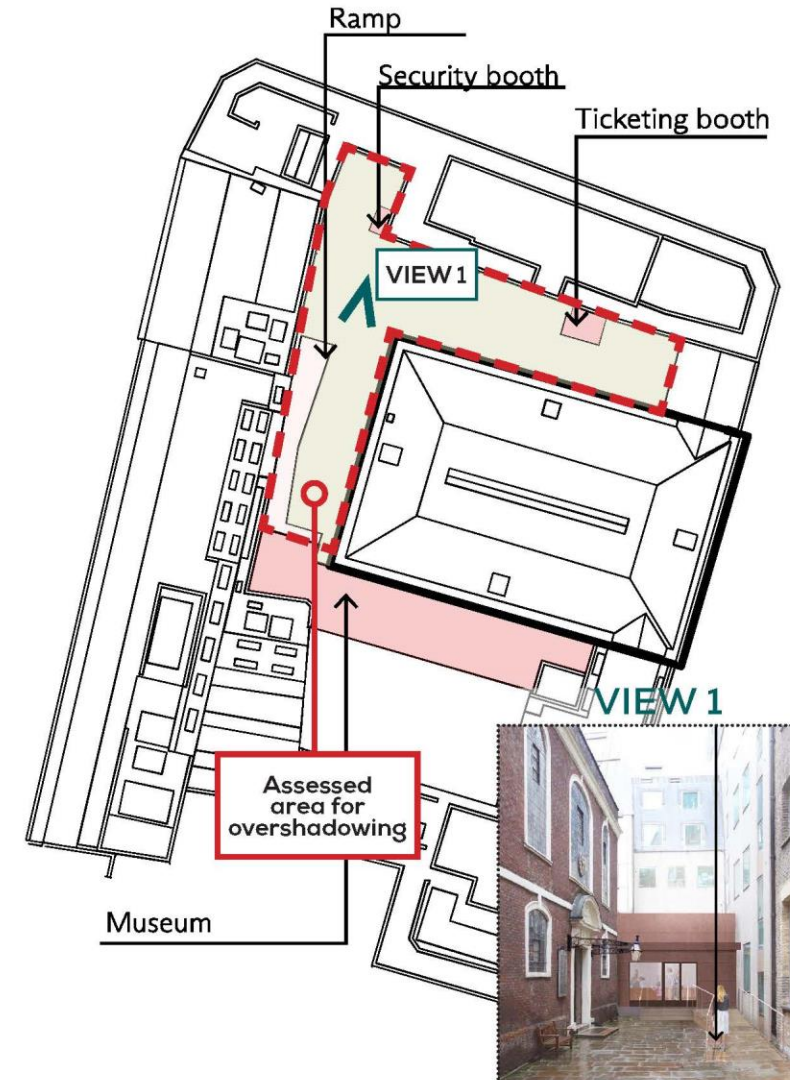 Ramp
Security booth
Ticketing booth
VIEW 1
VIEW 1
Assessed
area for
overshadowing
Museum